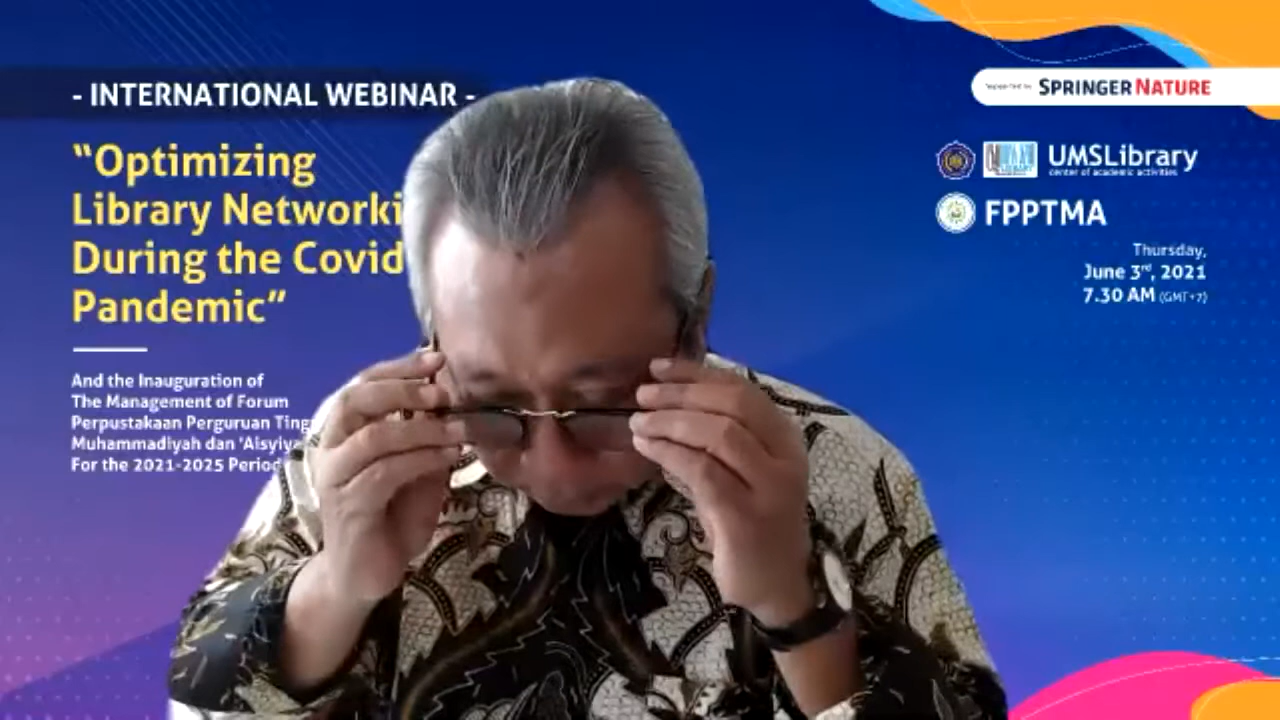 - INTERNATIONAL WEBINAR -
“Optimizing
Library Networki
During the Covid
Pandemic”
And the Inauguration of
The Management of Forum
Perpustakaan Perguruan Ting
Muhammadiyah dan 'Aisyiya
For the 2021-2025 Period
SPRINGER NATURE
UMSLibrary
center of academic activities
FPPTMA
Thursday,
June 3rd, 2021
7.30 AM (GMT+7)